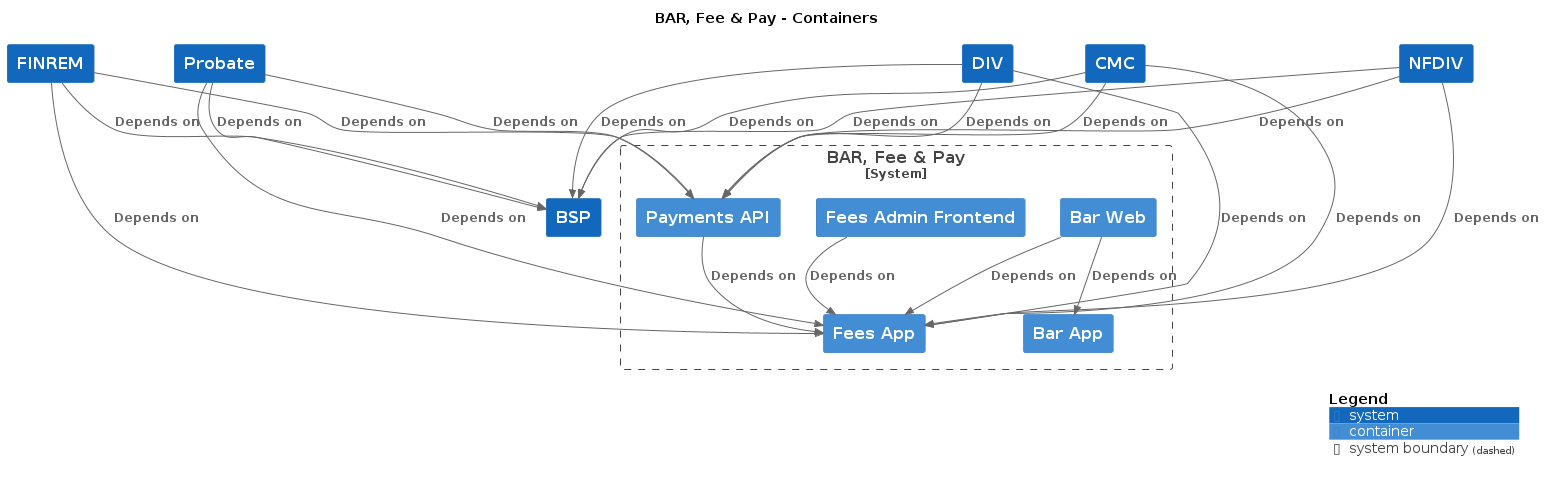 BAR, Fee & Pay - Containers
FINREM
Probate
DIV
CMC
NFDIV
Depends on
Depends on
Depends on
Depends on
Depends on
Depends on
Depends on
Depends on
Depends on
Depends on
BAR, Fee & Pay
[System]
BSP
Payments API
Fees Admin Frontend
Bar Web
Depends on
Depends on
Depends on
Depends on
Depends on
Depends on
Depends on
Depends on
Depends on
Fees App
Bar App
Legend
system
container
system boundary (dashed)